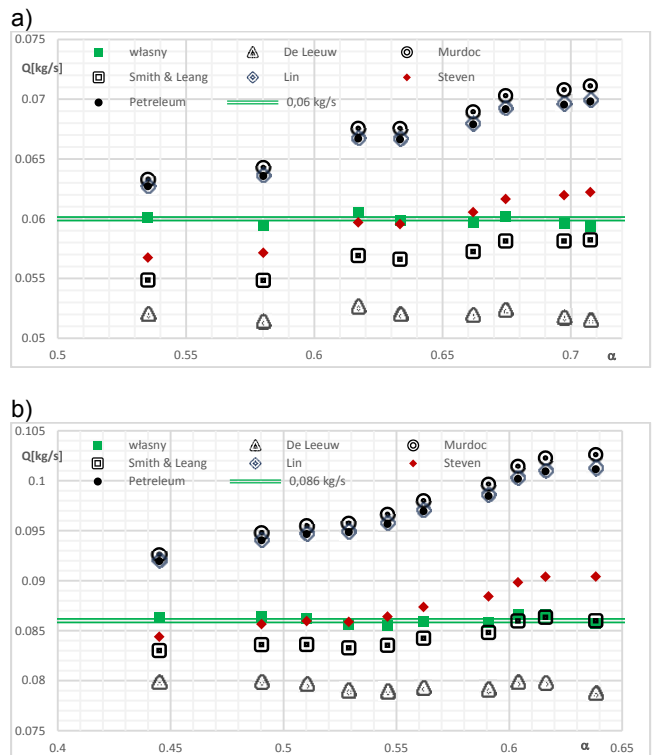 a)
0.075
Q[kg/s]
własny De Leeuw Murdoc
Smith & Leang Lin Steven
Petreleum 0,06 kg/s
0.07
0.065
0.06
0.055
0.05
0.5 0.55 0.6 0.65 0.7 α
b)
0.105
Q[kg/s]
własny De Leeuw Murdoc
Smith & Leang Lin Steven
Petreleum 0,086 kg/s
0.1
0.095
0.09
0.085
0.08
0.075
0.4 0.45 0.5 0.55 0.6 α 0.65